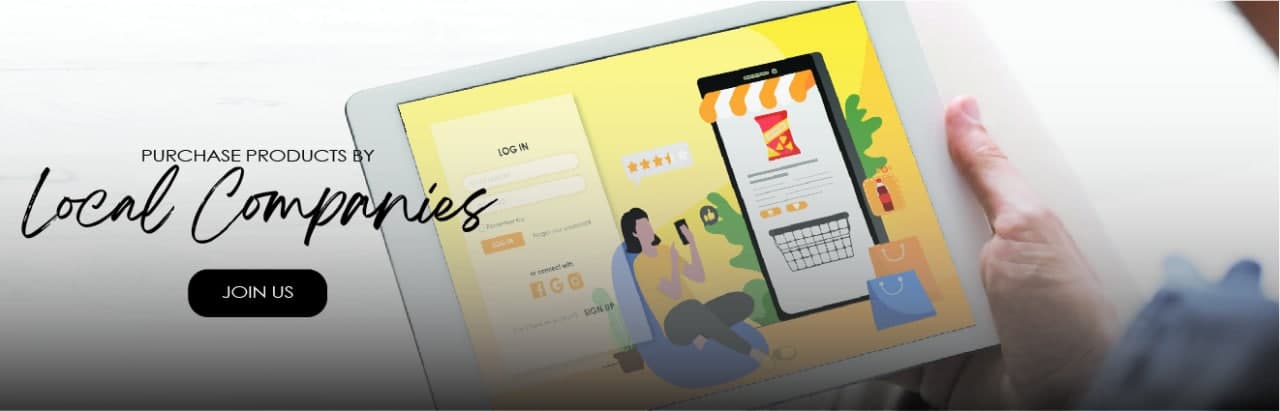 PURCHASE PRODUCTS BY
Local Companies
JOIN US
LOG IN
Remember me
LOG IN
Forgot your password?
or connect with
SIGN UP